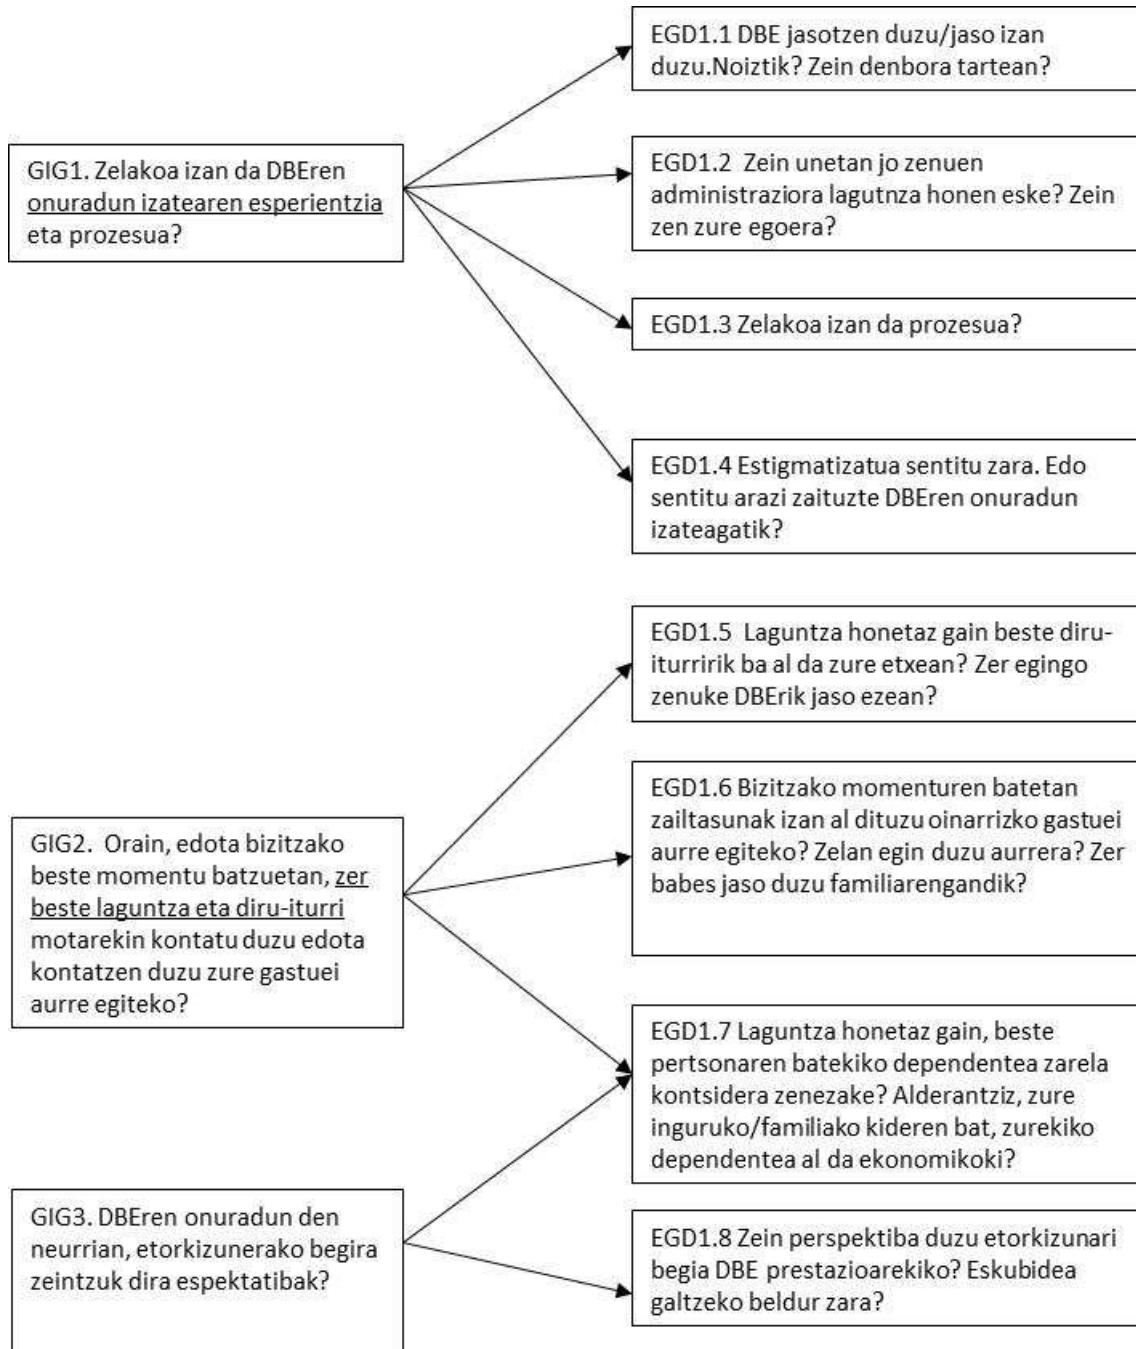 EGD1.1 DBE jasotzen duzu/jaso izan
duzu.Noiztik? Zein denbora tartean?
GIG1. Zelakoa izan da DBEren
onuradun izatearen esperientzia
eta prozesua?
EGD1.2 Zein unetan jo zenuen
administraziora lagutnza honen eske? Zein
zen zure egoera?
EGD1.3 Zelakoa izan da prozesua?
EGD1.4 Estigmatizatua sentitu zara. Edo
sentitu arazi zaituzte DBEren onuradun
izateagatik?
EGD1.5 Laguntza honetaz gain beste diru-
iturririk ba al da zure etxean? Zer egingo
zenuke DBErik jaso ezean?
GIG2. Orain, edota bizitzako
beste momentu batzuetan, zer
beste laguntza eta diru-iturri
motarekin kontatu duzu edota
kontatzen duzu zure gastuei
aurre egiteko?
EGD1.6 Bizitzako momenturen batetan
zailtasunak izan al dituzu oinarrizko gastuei
aurre egiteko? Zelan egin duzu aurrera? Zer
babes jaso duzu familiarengandik?
EGD1.7 Laguntza honetaz gain, beste
pertsonaren batekiko dependentea zarela
kontsidera zenezake? Alderantziz, zure
inguruko/familiako kideren bat, zurekiko
dependentea al da ekonomikoki?
GIG3. DBEren onuradun den
neurrian, etorkizunerako begira
zeintzuk dira espektatibak?
EGD1.8 Zein perspektiba duzu etorkizunari
begia DBE prestazioarekiko? Eskubidea
galtzeko beldur zara?